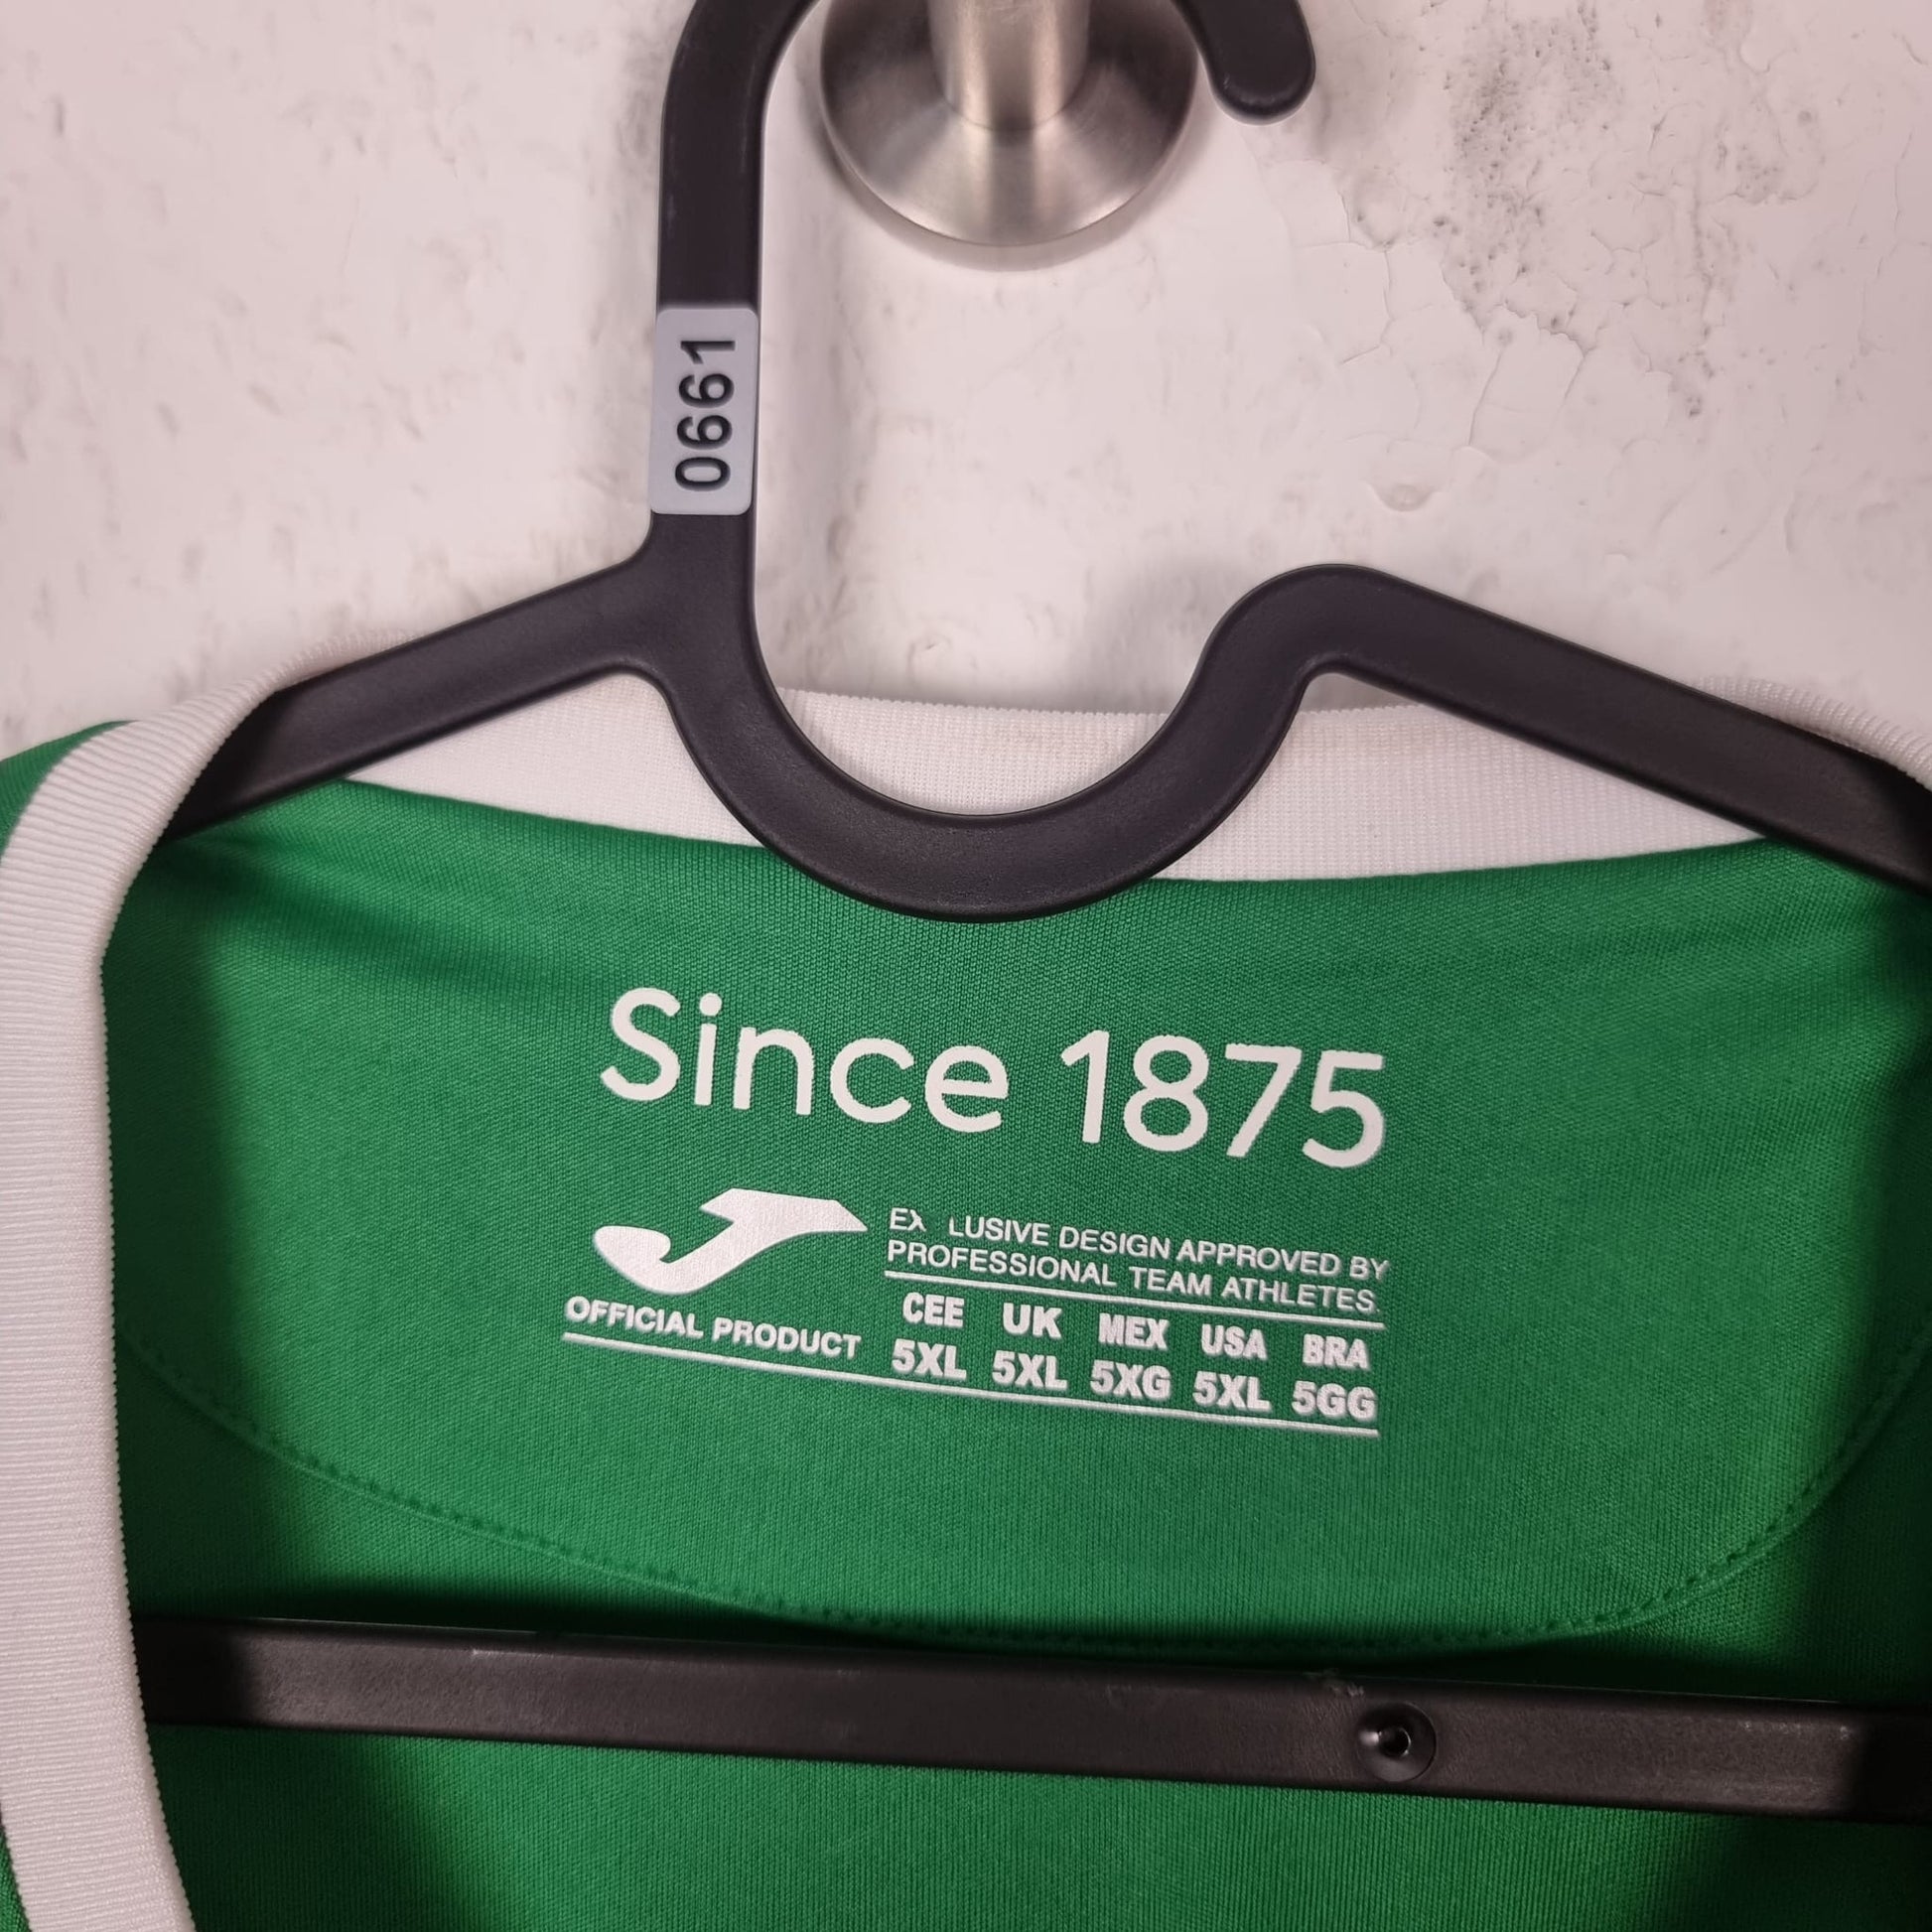 0661
Since 1875
EX LUSIVE DESIGN APPROVED BY
PROFESSIONAL TEAM ATHLETES.
OFFICIAL PRODUCT
CEE UK MEX USA BRA
5XL 5XL 5XG 5XL 5GG